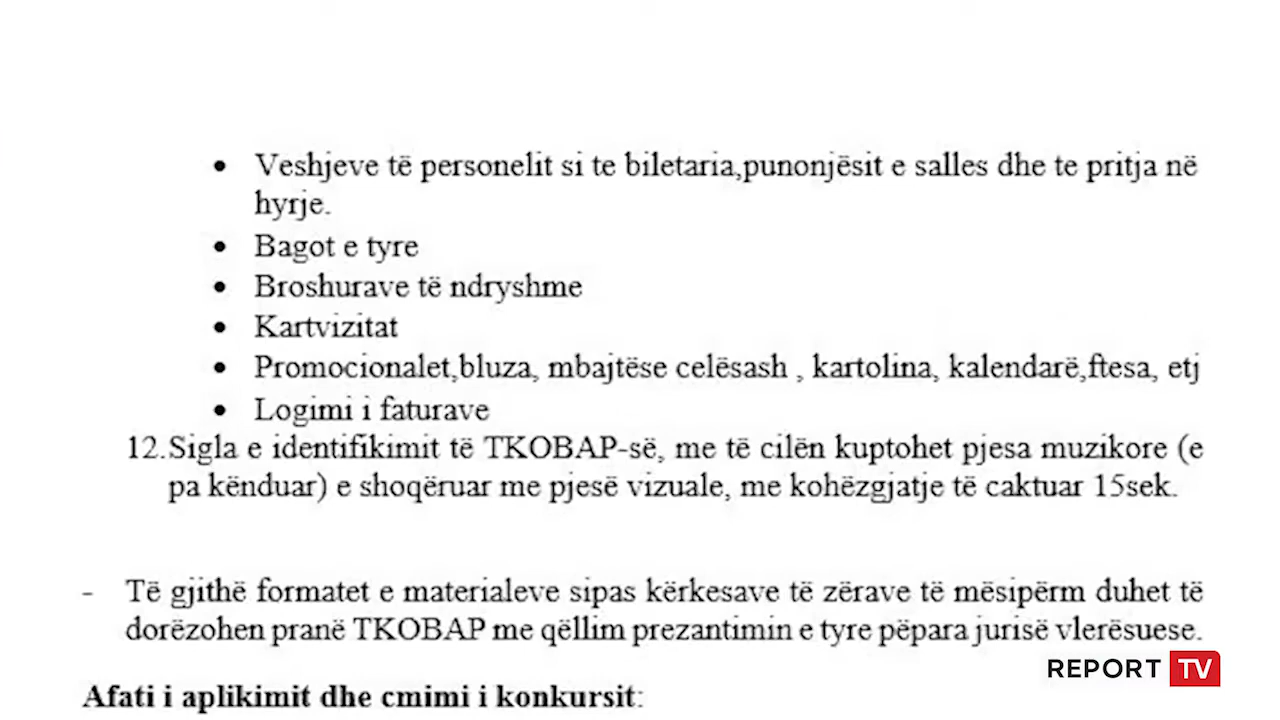 • Veshjeve të personelit si te biletaria,punonjësit e salles dhe te pritja në
hyrje.
• Bagot e tyre
• Broshurave të ndryshme
• Kartvizitat
• Promocionalet,bluza, mbajtëse celësash , kartolina, kalendarë,ftesa, etj
• Logimi i faturave
12.Sigla e identifikimit të TKOBAP-së, me të cilën kuptohet pjesa muzikore (e
pa kënduar) e shoqëruar me pjesë vizuale, me kohëzgjatje të caktuar 15sek.
- Të gjithë formatet e materialeve sipas kërkesave të zërave të mësipërm duhet të
dorëzohen pranë TKOBAP me qëllim prezantimin e tyre pëpara jurisë vlerësuese.
REPORT TV
Afati i aplikimit dhe cmimi i konkursit: